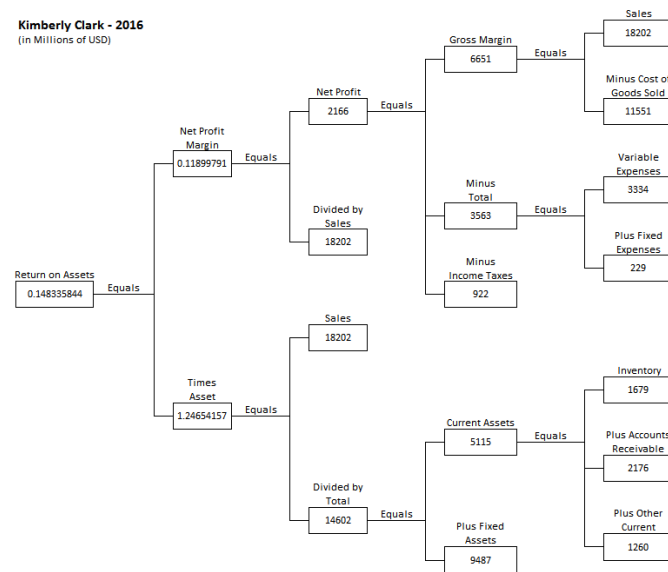 Kimberly Clark - 2016
(in Millions of USD)
Sales
18202
Gross Margin
6651
Equals
Minus Cost of
Goods Sold
11551
Net Profit
2166
Equals
Net Profit
Margin
0.11899791
Equals
Variable
Expenses
3334
Minus
Total
3563
Equals
Divided by
Sales
18202
Plus Fixed
Expenses
229
Minus
Income Taxes
922
Return on Assets
0.148335844
Equals
Sales
18202
Times
Asset
1.24654157
Equals
Inventory
1679
Current Assets
5115
Equals
Plus Accounts
Receivable
2176
Divided by
Total
14602
Equals
Plus Other
Current
1260
Plus Fixed
Assets
9487